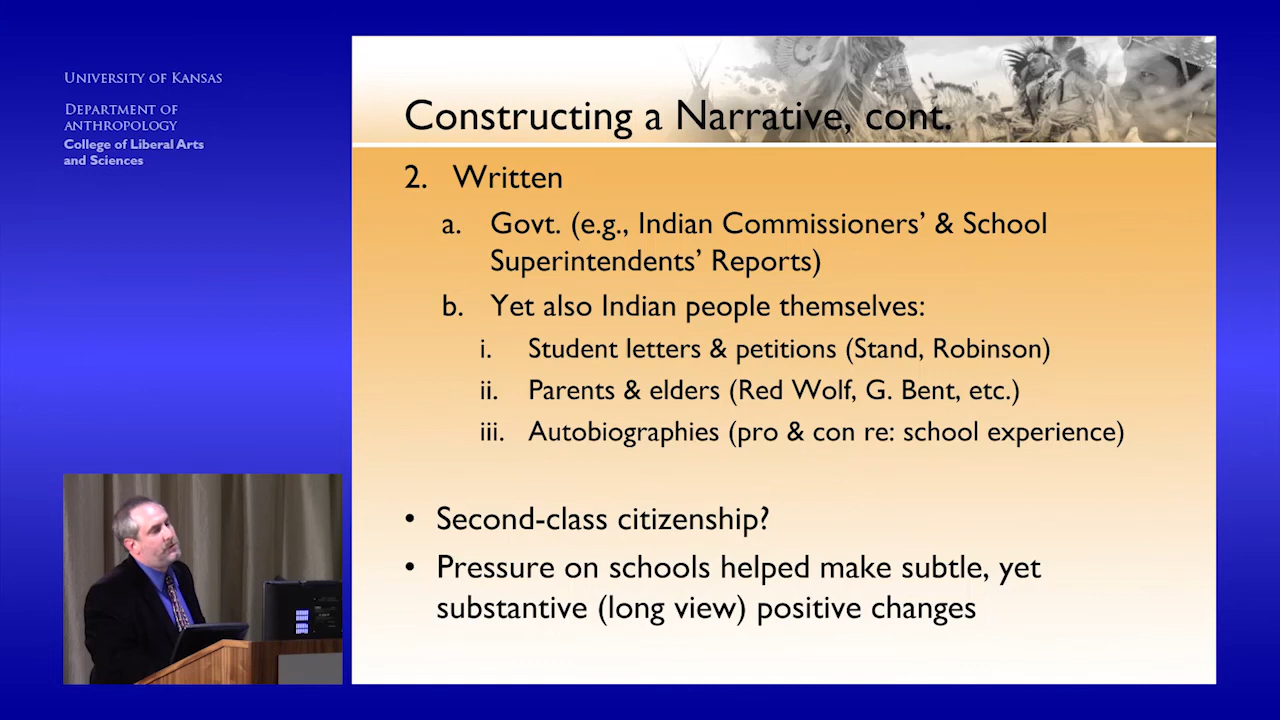 UNIVERSITY OF KANSAS
DEPARTMENT OF
ANTHROPOLOGY
College of Liberal Arts
and Sciences
Constructing a Narrative, cont.
2. Written
a. Govt. (e.g., Indian Commissioners’ & School
Superintendents’ Reports)
b. Yet also Indian people themselves:
i. Student letters & petitions (Stand, Robinson)
ii. Parents & elders (Red Wolf, G. Bent, etc.)
iii. Autobiographies (pro & con re: school experience)
• Second-class citizenship?
• Pressure on schools helped make subtle, yet
substantive (long view) positive changes